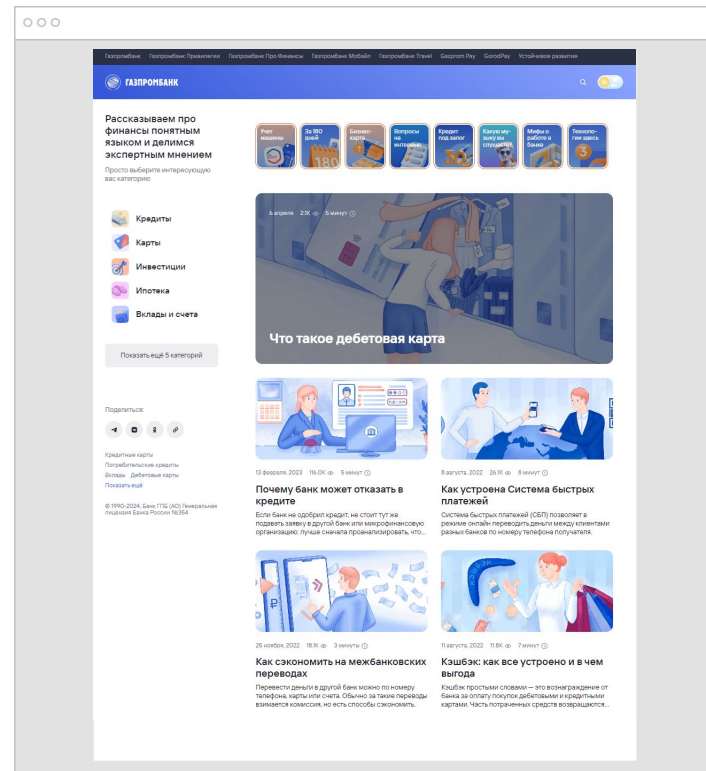 Газпромбанк Газпромбанк Привилегии Газпромбанк Про Финансы Газпромбанк Мобайл Газпромбанк Travel Gazprom Pay GorodPay Устойчивое развитие
ГАЗПРОМБАНК
Рассказываем про
финансы понятным
языком и делимся
экспертным мнением
Просто выберите интересующую
вас категорию
Кредиты
Карты
Инвестиции
Ипотека
Вклады и счета
Показать ещё 5 категорий
Поделиться:
Кредитные карты
Потребительские кредиты
Вклады Дебетовые карты
Показать ещё
© 1990-2024, Банк ГПБ (АО) Генеральная
лицензия Банка России №354
Учет
машины
За 180
дней
180
Бизнес-
карта
Вопросы
на
интервью
Кредит
под залог
Какую му-
зыку вы
слушаете?
Мифы о
работе в
банке
Техноло-
гии здесь
3
6 апреля 2.1K 5 минут
Что такое дебетовая карта
13 февраля, 2023 116,0K 5 минут
Почему банк может отказать в
кредите
Если банк не одобрил кредит, не стоит тут же
подавать заявку в другой банк или микрофинансовую
организацию: лучше сначала проанализировать, что...
8 августа, 2022 26.1K 8 минут
Как устроена Система быстрых
платежей
Система быстрых платежей (СБП) позволяет в
режиме онлайн переводить деньги между клиентами
разных банков по номеру телефона получателя.
25 ноября, 2022 18.1K 3 минуты
Как сэкономить на межбанковских
переводах
Перевести деньги в другой банк можно по номеру
телефона, карты или счета. Обычно за такие переводы
взимается комиссия, но есть способы сэкономить.
КЭШБЭК
11 августа, 2022 11.8K 7 минут
Кэшбэк: как все устроено и в чем
выгода
Кэшбэк простыми словами — это вознаграждение от
банка за оплату покупок дебетовыми и кредитными
картами. Часть потраченных средств возвращаются...